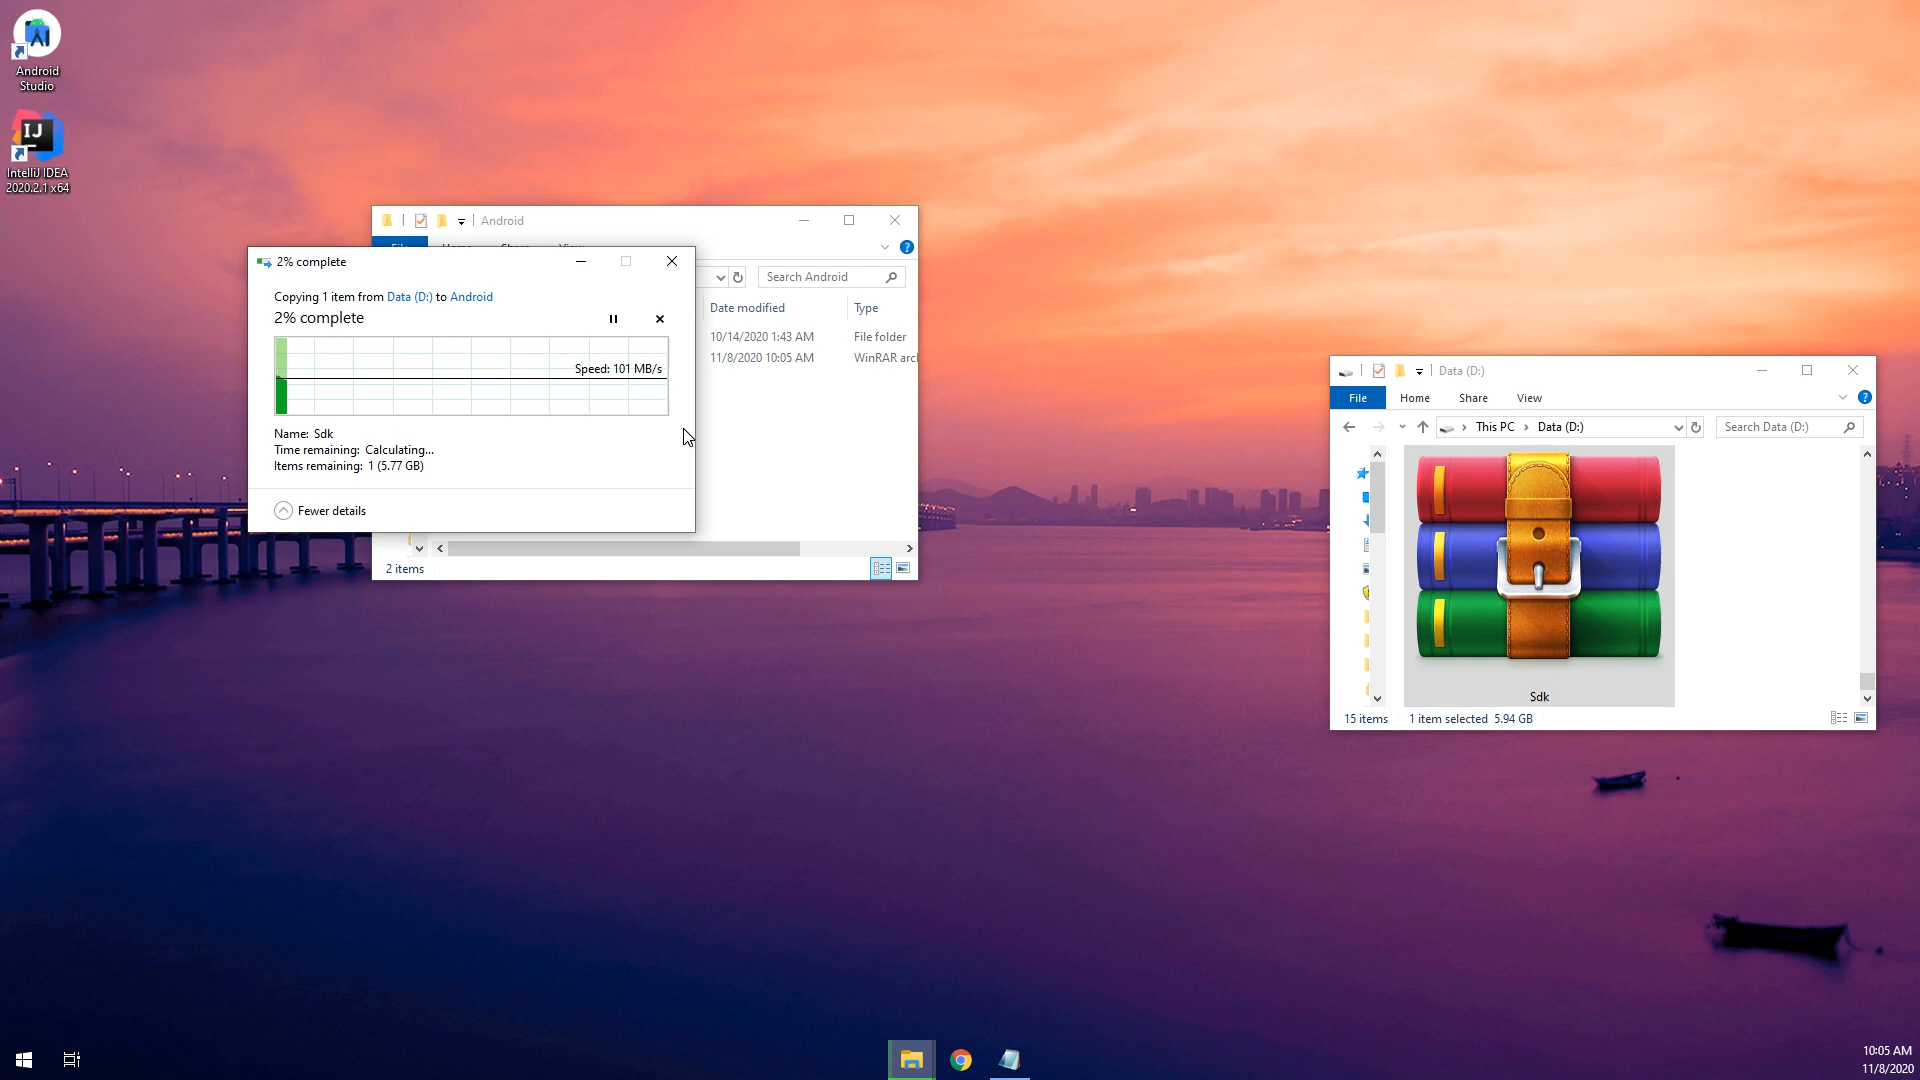 Android
Studio
IntelliJ IDEA
2020.2.1 x64
Android
Search Android
Date modified
Type
10/14/2020 1:43 AM
File folder
11/8/2020 10:05 AM
WinRAR arc
2 items
2% complete
Copying 1 item from Data (D:) to Android
2% complete
Speed: 101 MB/s
Name: Sdk
Time remaining: Calculating...
Items remaining: 1 (5.77 GB)
Fewer details
Data (D:)
File
Home
Share
View
This PC
Data (D:)
Search Data (D:)
Sdk
15 items
1 item selected 5.94 GB
10:05 AM
11/8/2020